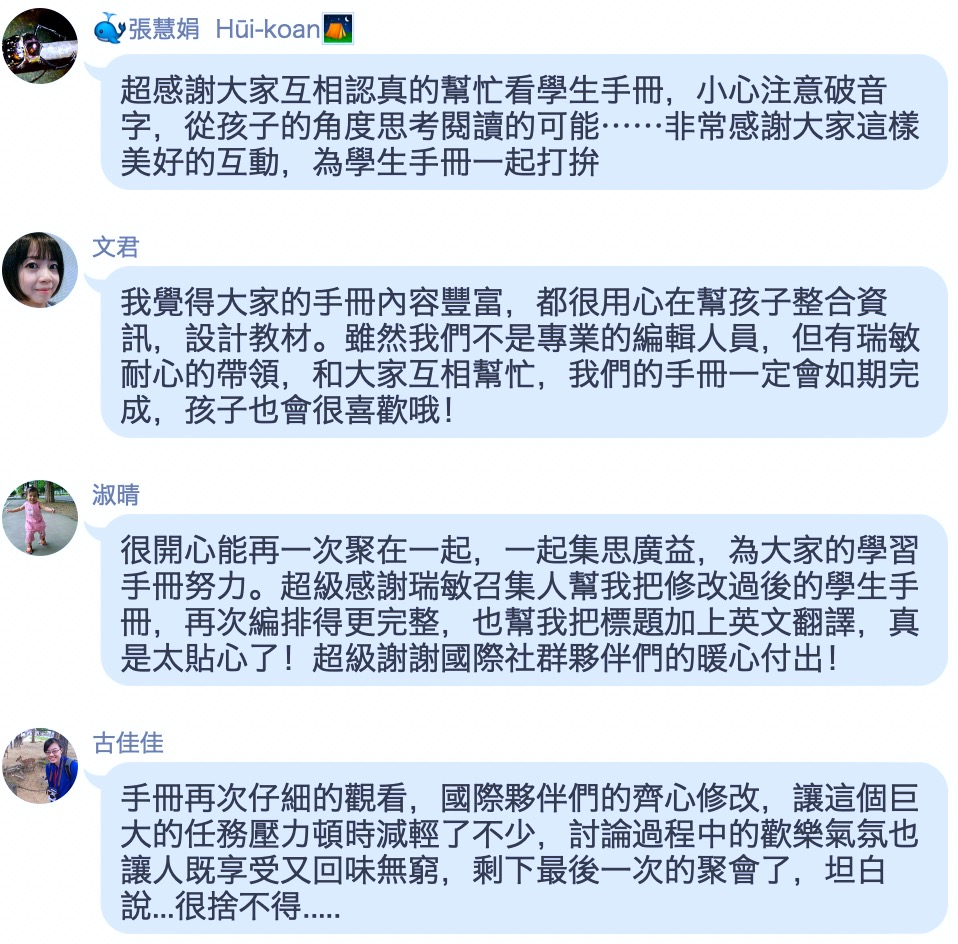 🐳張慧娟 Hūi-koan🏕
超感謝大家互相認真的幫忙看學生手冊，小心注意破音
字，從孩子的角度思考閱讀的可能……非常感謝大家這樣
美好的互動，為學生手冊一起打拚
文君
我覺得大家的手冊內容豐富，都很用心在幫孩子整合資
訊，設計教材。雖然我們不是專業的編輯人員，但有瑞敏
耐心的帶領，和大家互相幫忙，我們的手冊一定會如期完
成，孩子也會很喜歡哦！
淑晴
很開心能再一次聚在一起，一起集思廣益，為大家的學習
手冊努力。超級感謝瑞敏召集人幫我把修改過後的學生手
冊，再次編排得更完整，也幫我把標題加上英文翻譯，真
是太貼心了！超級謝謝國際社群夥伴們的暖心付出！
古佳佳
手冊再次仔細的觀看，國際夥伴們的齊心修改，讓這個巨
大的任務壓力頓時減輕了不少，討論過程中的歡樂氣氛也
讓人既享受又回味無窮，剩下最後一次的聚會了，坦白
說...很捨不得.....